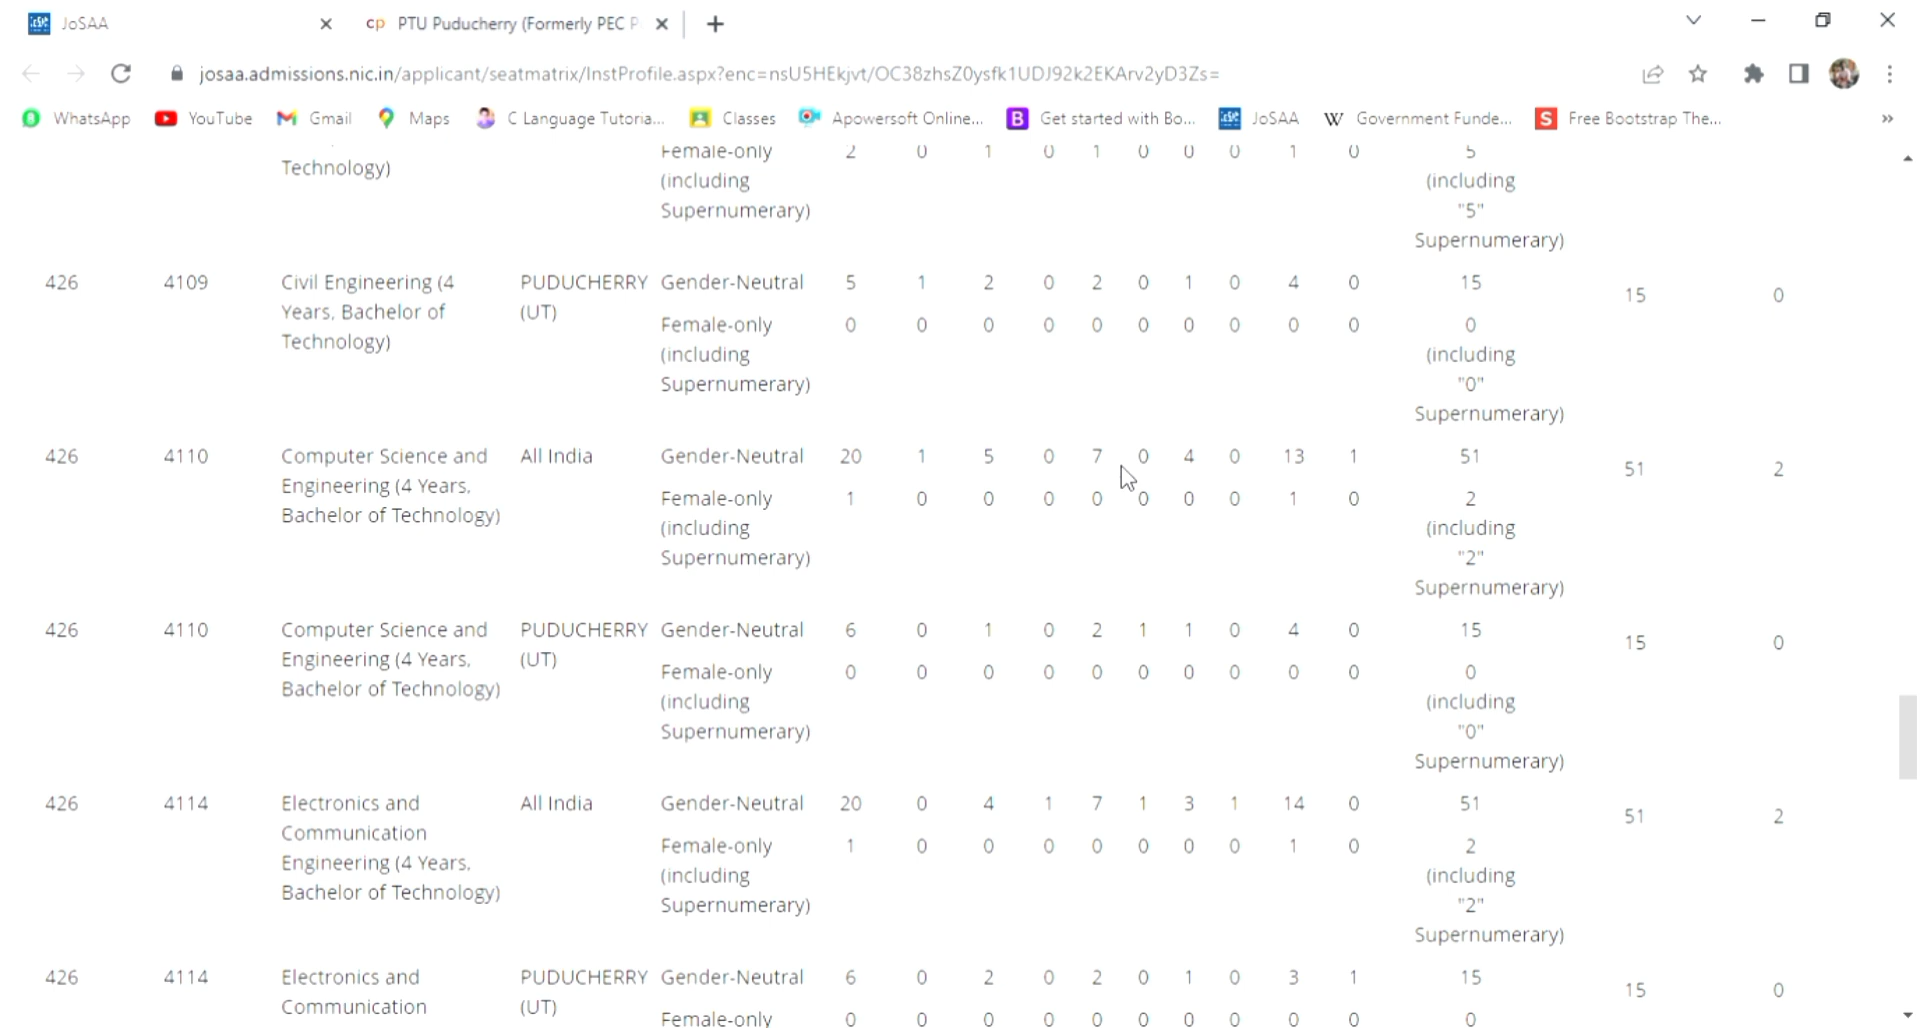 JoSAA
cp PTU Puducherry (Formerly PEC P
josaa.admissions.nic.in/applicant/seatmatrix/InstProfile.aspx?enc=nsU5HEkjvt/OC38zhsZ0ysfk1UDJ92k2EKArv2yD3Zs=
WhatsApp YouTube Gmail Maps C Language Tutoria... Classes Apowersoft Online... B Get started with Bo... JoSAA W Government Funde... S Free Bootstrap The... »
Female-only 2 0 1 0 1 0 0 0 1 0 5
Technology)
(including (including
Supernumerary) "5"
Supernumerary)
426 4109 Civil Engineering (4 PUDUCHERRY Gender-Neutral 5 1 2 0 2 0 1 0 4 0 15 15 0
Years, Bachelor of (UT)
Female-only 0 0 0 0 0 0 0 0 0 0 0
Technology)
(including (including
Supernumerary) "0"
Supernumerary)
426 4110 Computer Science and All India Gender-Neutral 20 1 5 0 7 0 4 0 13 1 51 51 2
Engineering (4 Years,
Female-only 1 0 0 0 0 0 0 0 1 0 2
Bachelor of Technology)
(including (including
Supernumerary) "2"
Supernumerary)
426 4110 Computer Science and PUDUCHERRY Gender-Neutral 6 0 1 0 2 1 1 0 4 0 15 15 0
Engineering (4 Years, (UT)
Female-only 0 0 0 0 0 0 0 0 0 0 0
Bachelor of Technology)
(including (including
Supernumerary) "0"
Supernumerary)
426 4114 Electronics and All India Gender-Neutral 20 0 4 1 7 1 3 1 14 0 51 51 2
Communication
Female-only 1 0 0 0 0 0 0 0 1 0 2
Engineering (4 Years,
(including (including
Bachelor of Technology)
Supernumerary) "2"
Supernumerary)
426 4114 Electronics and PUDUCHERRY Gender-Neutral 6 0 2 0 2 0 1 0 3 1 15 15 0
Communication (UT)
Female-only 0 0 0 0 0 0 0 0 0 0 0